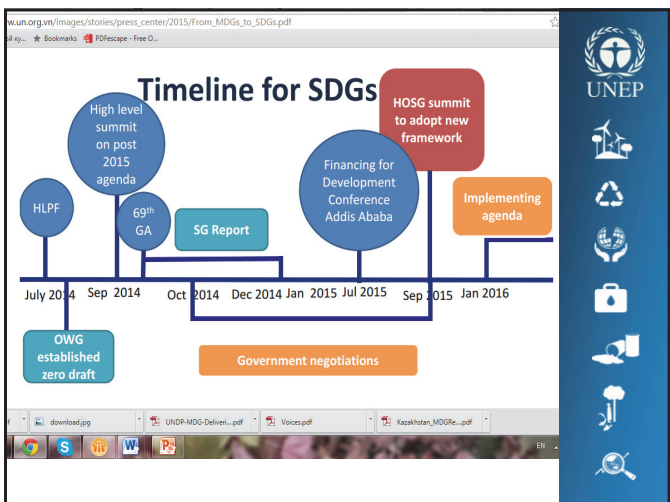 w.un.org.vn/images/stories/press_center/2015/From_MDGs_to_SDGs.pdf
ку... Bookmarks PDFescape - Free O...
UNEP
Timeline for SDGs
HOSG summit
to adopt new
framework
High level
summit
on post
2015
agenda
Financing for
Development
Conference
Addis Ababa
HLPF
69th
GA
SG Report
Implementing
agenda
July 2014 Sep 2014 Oct 2014 Dec 2014 Jan 2015 Jul 2015 Sep 2015 Jan 2016
OWG
established
zero draft
Government negotiations
f download.jpg UNDP-MDG-Deliveri....pdf Voices.pdf Kazakhstan_MDGRe....pdf
EN